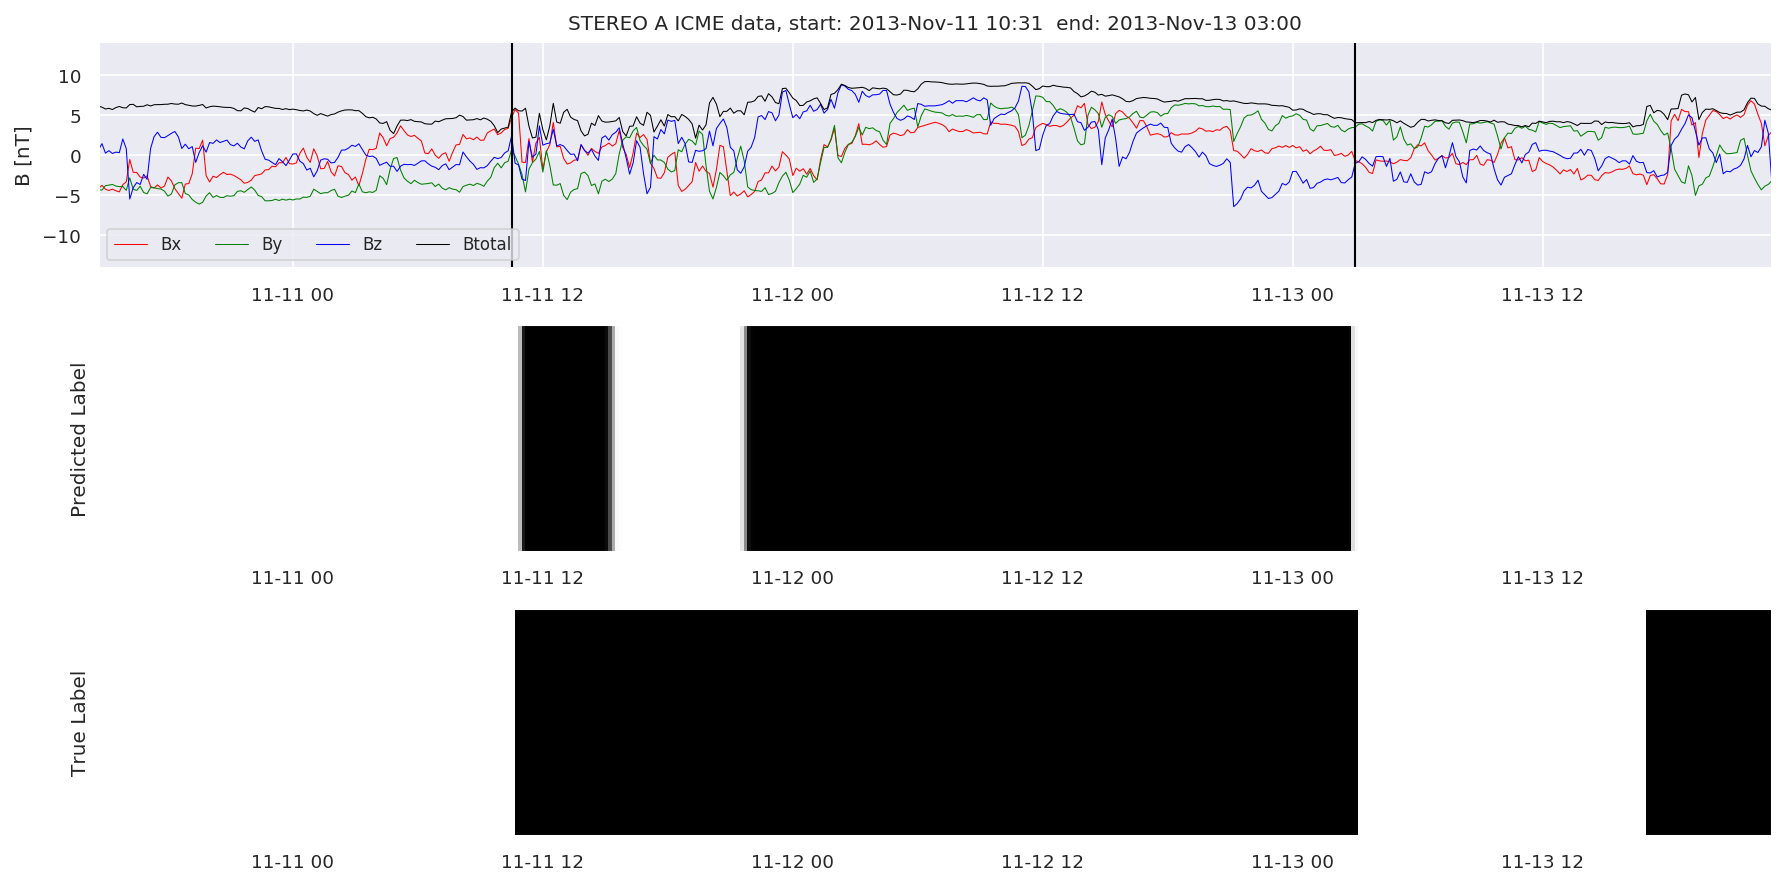 STEREO A ICME data, start: 2013-Nov-11 10:31  end: 2013-Nov-13 03:00
B [nT]
10
5
0
−5
−10
Bx By Bz Btotal
11-11 00 11-11 12 11-12 00 11-12 12 11-13 00 11-13 12
Predicted Label
11-11 00 11-11 12 11-12 00 11-12 12 11-13 00 11-13 12
True Label
11-11 00 11-11 12 11-12 00 11-12 12 11-13 00 11-13 12